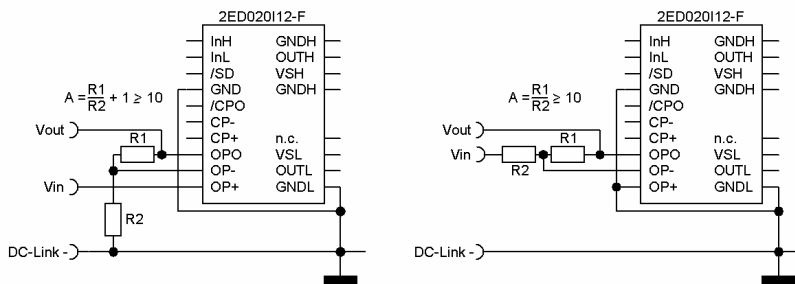 2ED020I12-F
InH GNDH
InL OUTH
/SD VSH
GND GNDH
/CPO
CP-
CP+ n.c.
OPO VSL
OP- OUTL
OP+ GNDL
A = R1/R2 + 1 ≥ 10
Vout
R1
Vin
R2
DC-Link -
2ED020I12-F
InH GNDH
InL OUTH
/SD VSH
GND GNDH
/CPO
CP-
CP+ n.c.
OPO VSL
OP- OUTL
OP+ GNDL
A = R1/R2 ≥ 10
Vout
R1
Vin
R2
DC-Link -